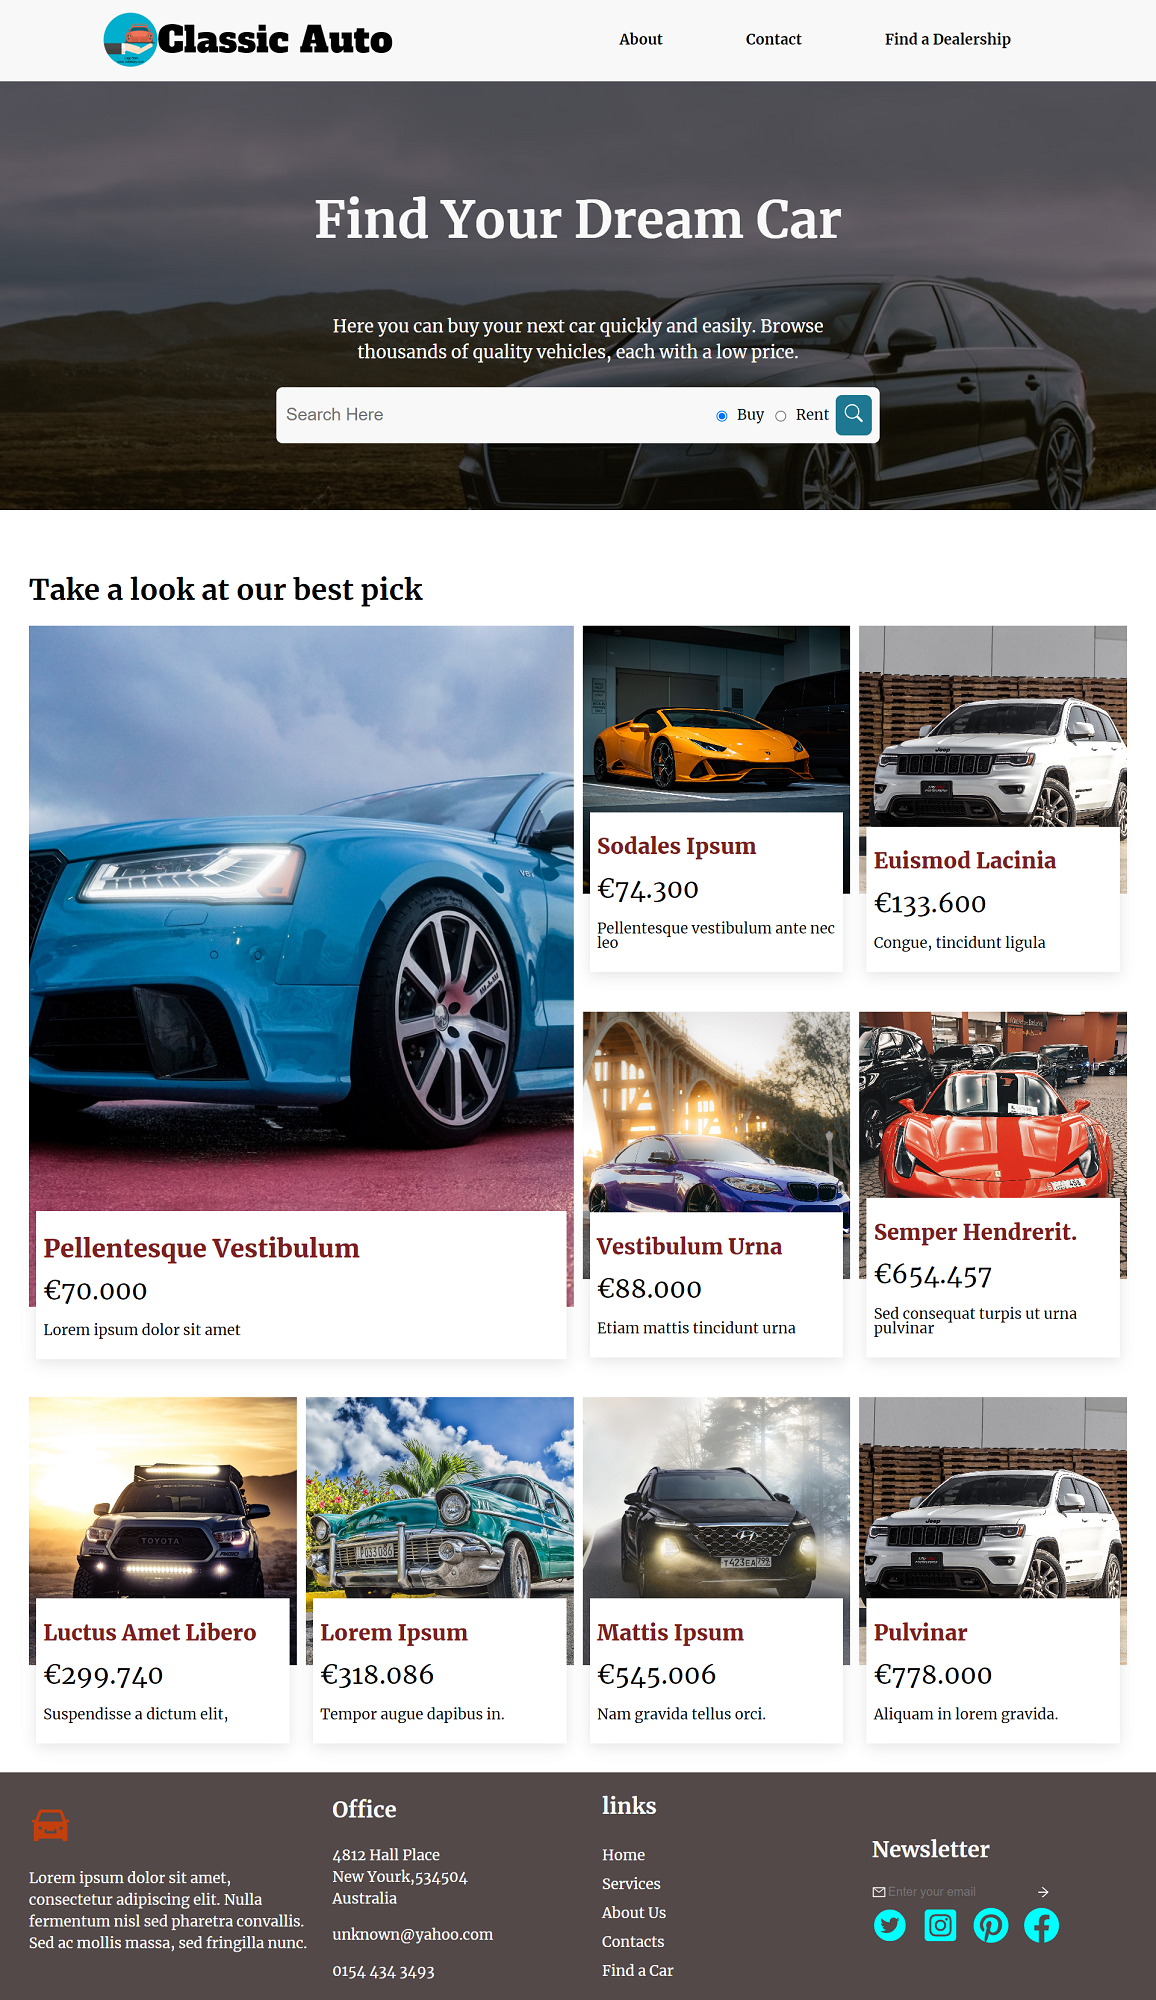 Classic Auto
About
Contact
Find a Dealership
Find Your Dream Car
Here you can buy your next car quickly and easily. Browse
thousands of quality vehicles, each with a low price.
Search Here
Buy
Rent
Take a look at our best pick
Sodales Ipsum
€74.300
Pellentesque vestibulum ante nec
leo
Jeep
Euismod Lacinia
€133.600
Congue, tincidunt ligula
Pellentesque Vestibulum
€70.000
Lorem ipsum dolor sit amet
Vestibulum Urna
€88.000
Etiam mattis tincidunt urna
Semper Hendrerit.
€654.457
Sed consequat turpis ut urna
pulvinar
TOYOTA
Luctus Amet Libero
€299.740
Suspendisse a dictum elit,
Lorem Ipsum
€318.086
Tempor augue dapibus in.
T423EA
Mattis Ipsum
€545.006
Nam gravida tellus orci.
Jeep
Pulvinar
€778.000
Aliquam in lorem gravida.
Lorem ipsum dolor sit amet,
consectetur adipiscing elit. Nulla
fermentum nisl sed pharetra convallis.
Sed ac mollis massa, sed fringilla nunc.
Office
4812 Hall Place
New Yourk,534504
Australia
unknown@yahoo.com
0154 434 3493
links
Home
Services
About Us
Contacts
Find a Car
Newsletter
Enter your email